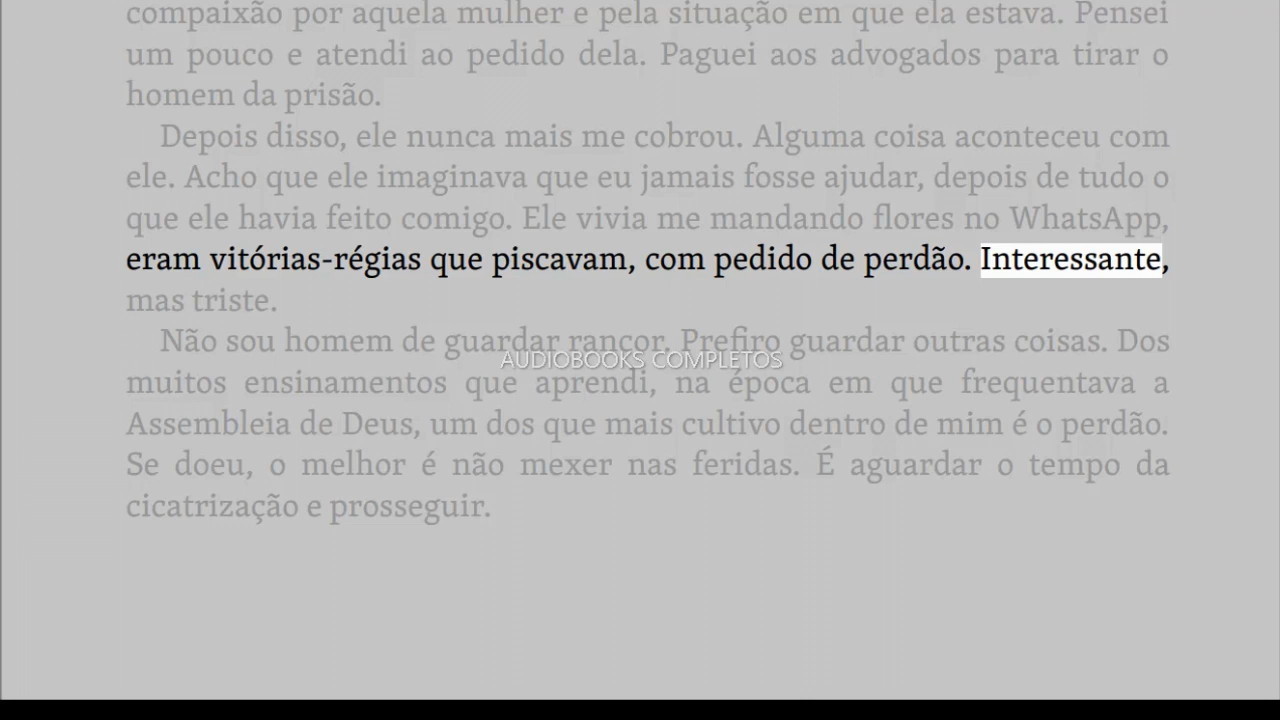 compaixão por aquela mulher e pela situação em que ela estava. Pensei
um pouco e atendi ao pedido dela. Paguei aos advogados para tirar o
homem da prisão.
Depois disso, ele nunca mais me cobrou. Alguma coisa aconteceu com
ele. Acho que ele imaginava que eu jamais fosse ajudar, depois de tudo o
que ele havia feito comigo. Ele vivia me mandando flores no WhatsApp,
eram vitórias-régias que piscavam, com pedido de perdão. Interessante,
mas triste.
Não sou homem de guardar rancor. Prefiro guardar outras coisas. Dos
AUDIOBOOKS COMPLETOS
muitos ensinamentos que aprendi, na época em que frequentava a
Assembleia de Deus, um dos que mais cultivo dentro de mim é o perdão.
Se doeu, o melhor é não mexer nas feridas. É aguardar o tempo da
cicatrização e prosseguir.